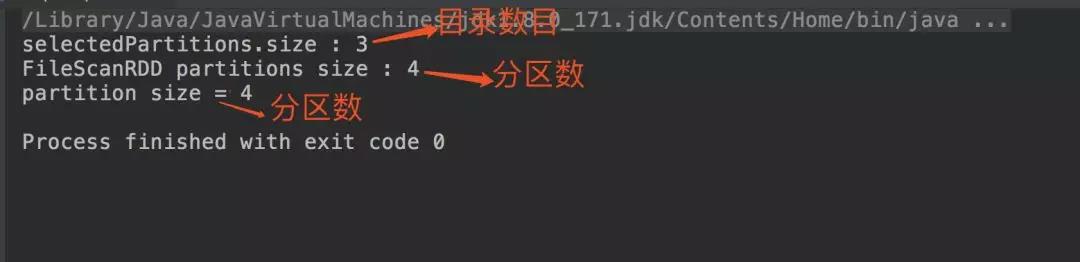 /Library/Java/JavaVirtualMachines/jdk1.8.0_171.jdk/Contents/Home/bin/java ...
目录数目
selectedPartitions.size : 3
FileScanRDD partitions size : 4
分区数
partition size = 4
分区数
Process finished with exit code 0